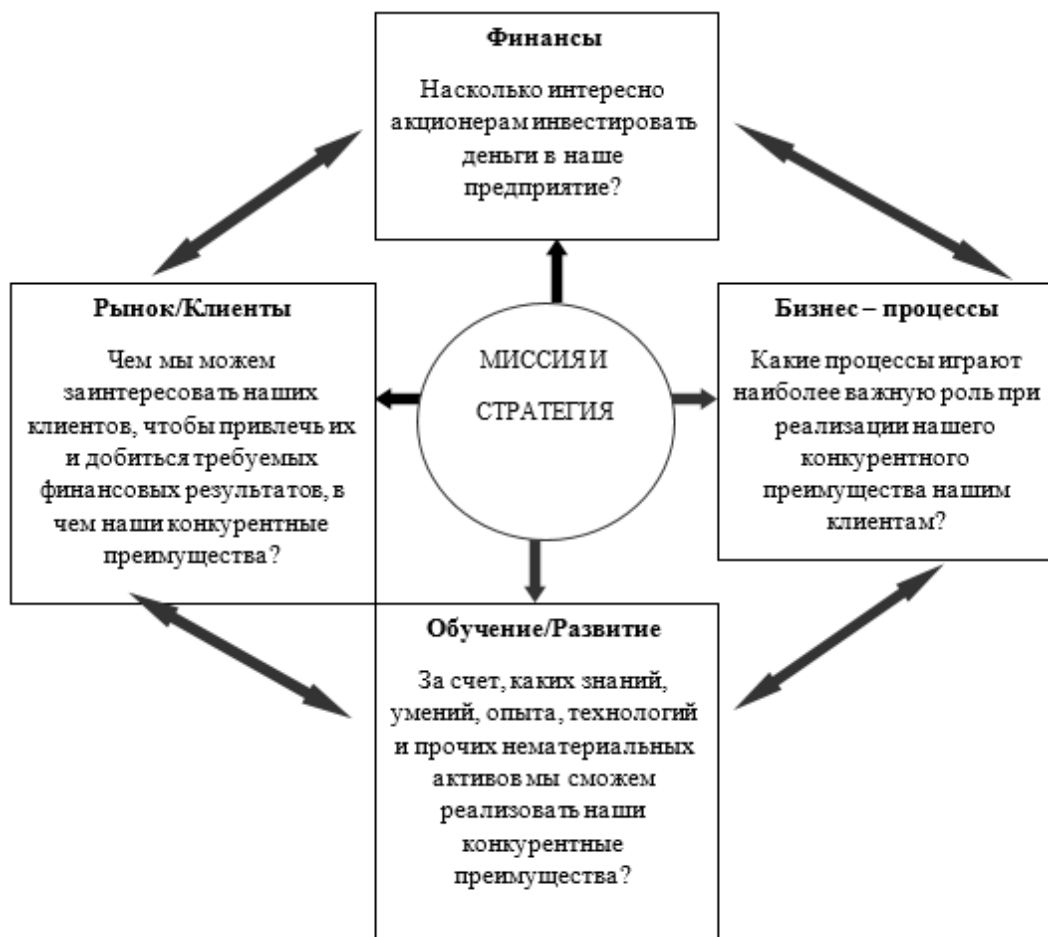 Финансы
Насколько интересно
акционерам инвестировать
деньги в наше
предприятие?
Рынок/Клиенты
Чем мы можем
заинтересовать наших
клиентов, чтобы привлечь их
и добиться требуемых
финансовых результатов, в
чем наши конкурентные
преимущества?
МИССИЯ И
СТРАТЕГИЯ
Бизнес – процессы
Какие процессы играют
наиболее важную роль при
реализации нашего
конкурентного
преимущества нашим
клиентам?
Обучение/Развитие
За счет, каких знаний,
умений, опыта, технологий
и прочих нематериальных
активов мы сможем
реализовать наши
конкурентные
преимущества?